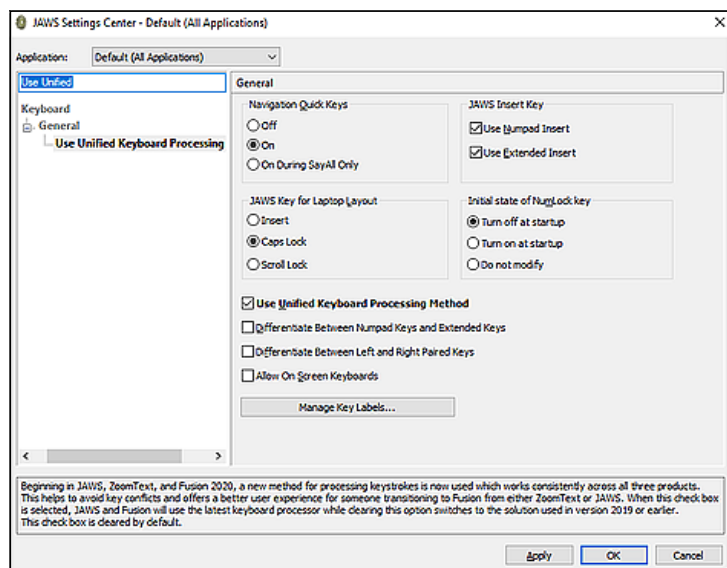 JAWS Settings Center - Default (All Applications)
Application: Default (All Applications)
Use Unified
Keyboard
General
Use Unified Keyboard Processing
General
Navigation Quick Keys
Off
On
On During SayAll Only
JAWS Insert Key
Use Numpad Insert
Use Extended Insert
JAWS Key for Laptop Layout
Insert
Caps Lock
Scroll Lock
Initial state of NumLock key
Turn off at startup
Turn on at startup
Do not modify
Use Unified Keyboard Processing Method
Differentiate Between Numpad Keys and Extended Keys
Differentiate Between Left and Right Paired Keys
Allow On Screen Keyboards
Manage Key Labels...
Beginning in JAWS, ZoomText, and Fusion 2020, a new method for processing keystrokes is now used which works consistently across all three products.
This helps to avoid key conflicts and offers a better user experience for someone transitioning to Fusion from either ZoomText or JAWS. When this check box
is selected, JAWS and Fusion will use the latest keyboard processor while clearing this option switches to the solution used in version 2019 or earlier.
This check box is cleared by default.
Apply OK Cancel